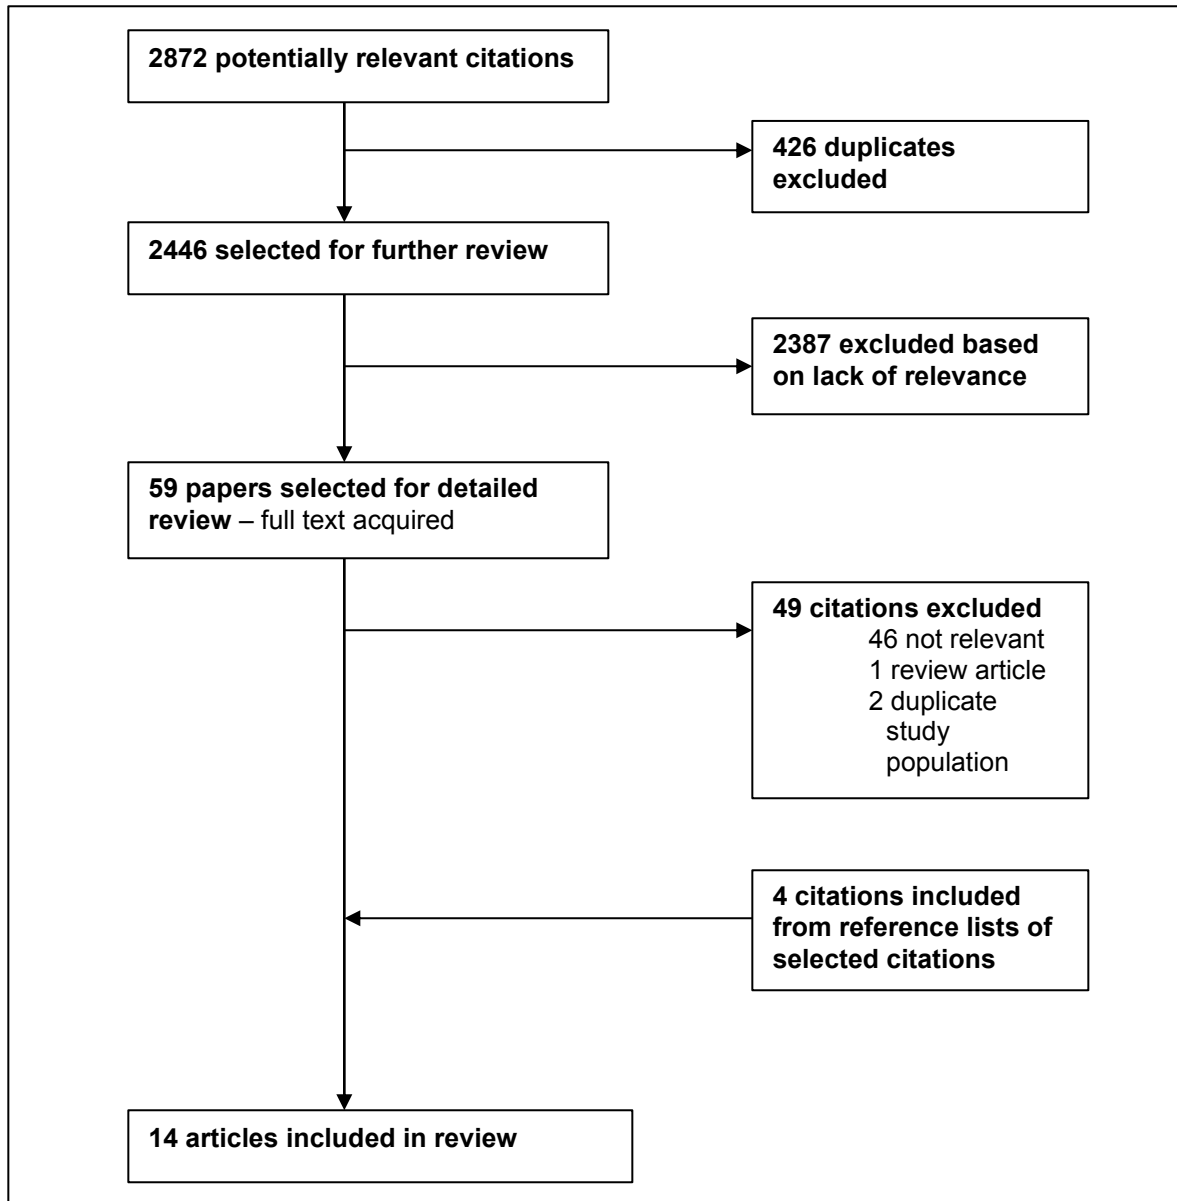 2872 potentially relevant citations
426 duplicates
excluded
2446 selected for further review
2387 excluded based
on lack of relevance
59 papers selected for detailed
review – full text acquired
49 citations excluded
46 not relevant
1 review article
2 duplicate
study
population
4 citations included
from reference lists of
selected citations
14 articles included in review